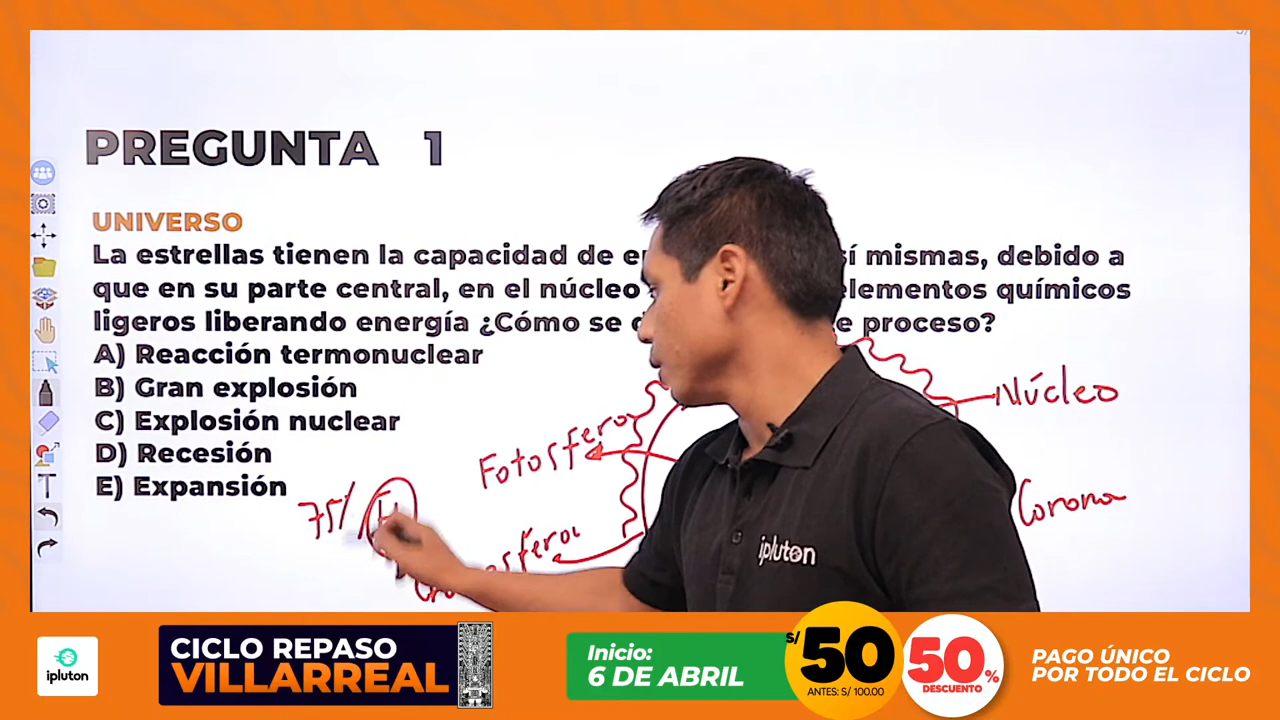 PREGUNTA 1
UNIVERSO
La estrellas tienen la capacidad de sí mismas, debido a
que en su parte central, en el núcleo elementos químicos
ligeros liberando energía ¿Cómo se proceso?
A) Reacción termonuclear
B) Gran explosión
C) Explosión nuclear
D) Recesión
E) Expansión
Núcleo
Fotosfera
75%
Corona
ipluton
ipluton
CICLO REPASO
VILLARREAL
Inicio:
6 DE ABRIL
S/ 50
ANTES: S/ 100.00
50%
DESCUENTO
PAGO ÚNICO
POR TODO EL CICLO